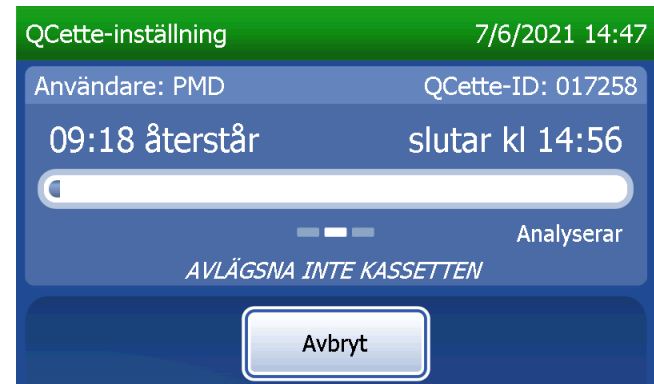 QCette-inställning 7/6/2021 14:47
Användare: PMD QCette-ID: 017258
09:18 återstår slutar kl 14:56
Analyserar
AVLÄGSNA INTE KASSETTEN
Avbryt